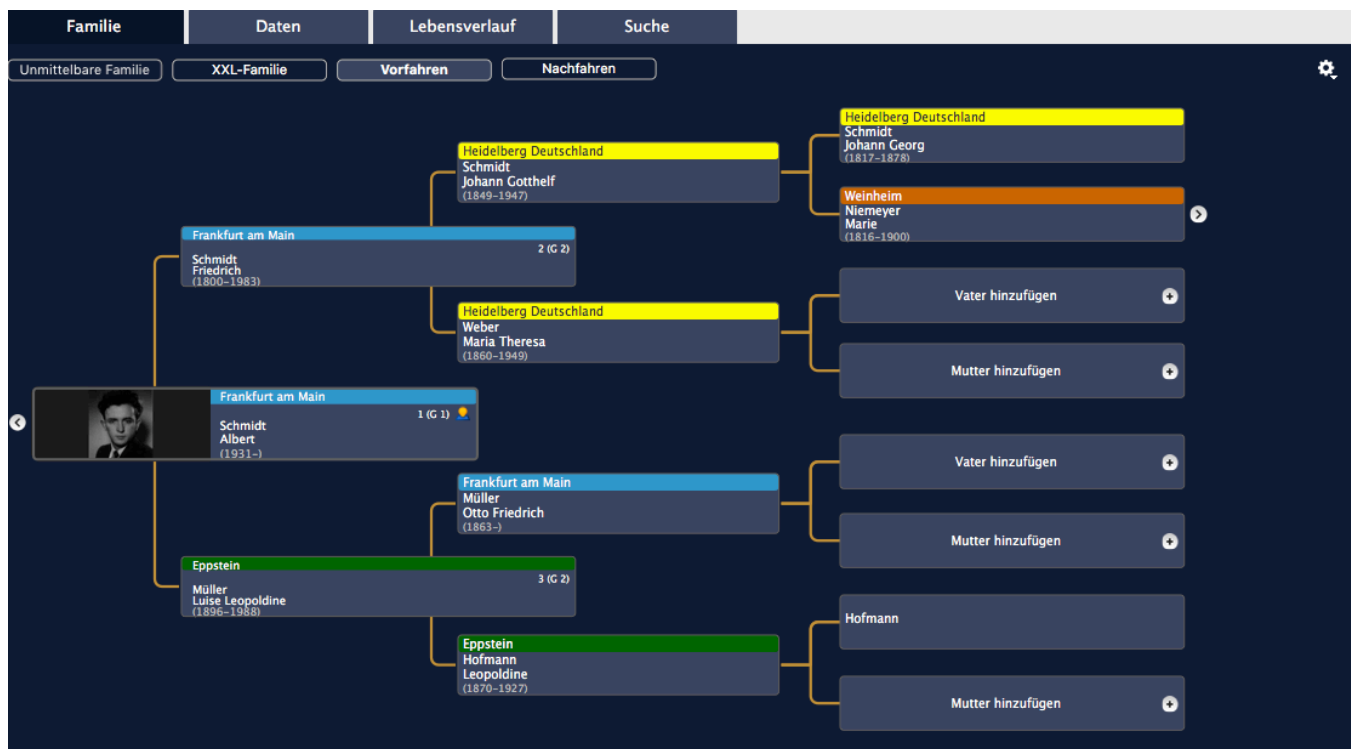 Familie
Daten
Lebensverlauf
Suche
Unmittelbare Familie
XXL-Familie
Vorfahren
Nachfahren
Heidelberg Deutschland
Schmidt
Johann Georg
(1817-1878)
Heidelberg Deutschland
Schmidt
Johann Gotthelf
(1849-1947)
Weinheim
Niemeyer
Marie
(1816-1900)
Frankfurt am Main
2 (G 2)
Schmidt
Friedrich
(1800-1983)
Vater hinzufügen
Heidelberg Deutschland
Weber
Maria Theresa
(1860-1949)
Mutter hinzufügen
Frankfurt am Main
1 (G 1)
Schmidt
Albert
(1931-)
Vater hinzufügen
Frankfurt am Main
Müller
Otto Friedrich
(1863-)
Mutter hinzufügen
Eppstein
3 (G 2)
Müller
Luise Leopoldine
(1896-1988)
Hofmann
Eppstein
Hofmann
Leopoldine
(1870-1927)
Mutter hinzufügen